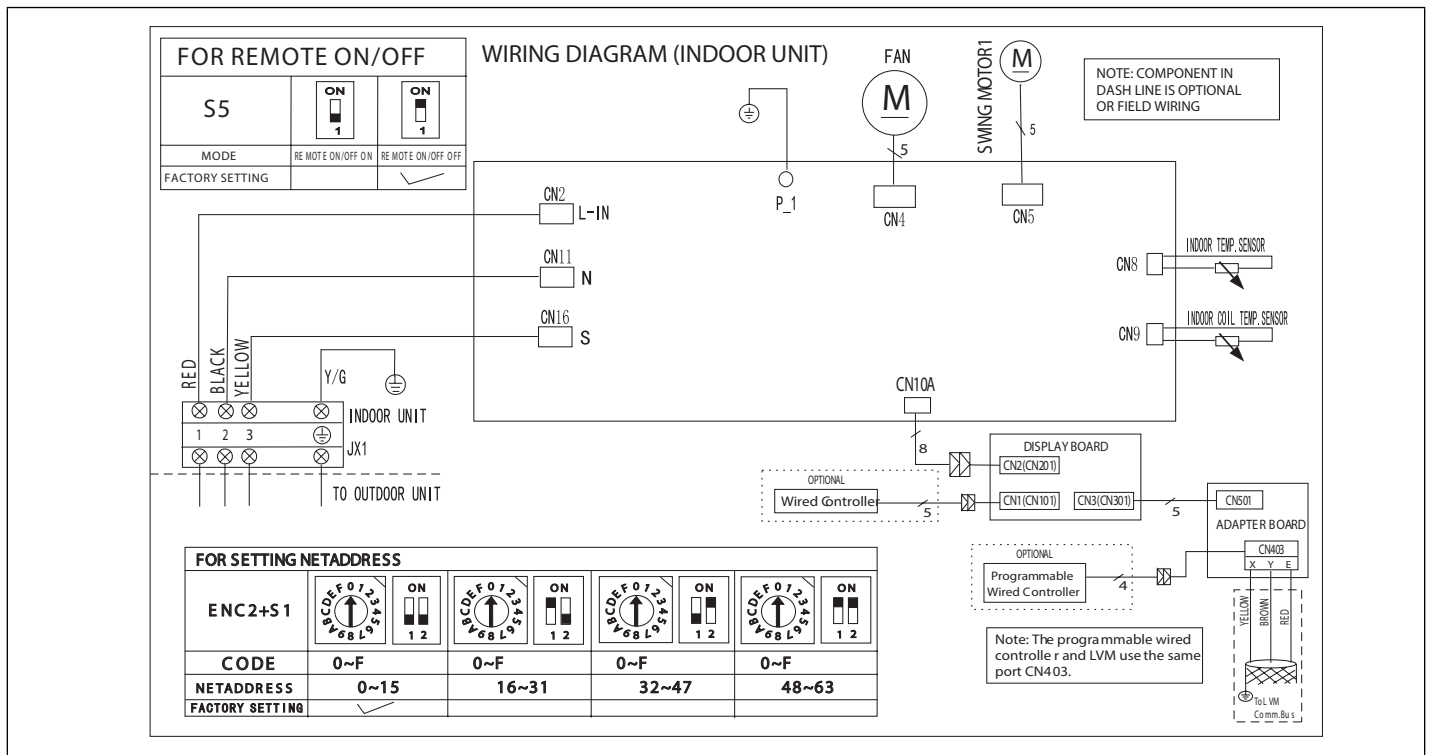 FOR REMOTE ON/OFF
S5
ON
1
ON
1
MODE
REMOTE ON/OFF ON
REMOTE ON/OFF OFF
FACTORY SETTING
WIRING DIAGRAM (INDOOR UNIT)
FAN
M
5
SWING MOTOR1
M
5
NOTE: COMPONENT IN
DASH LINE IS OPTIONAL
OR FIELD WIRING
P_1
CN4
CN5
CN2
L-IN
CN11
N
CN16
S
CN8
INDOOR TEMP.SENSOR
CN9
INDOOR COIL TEMP.SENSOR
RED
BLACK
YELLOW
Y/G
INDOOR UNIT
1 2 3
JX1
TO OUTDOOR UNIT
CN10A
8
DISPLAY BOARD
CN2(CN201)
CN1(CN101)
CN3(CN301)
OPTIONAL
Wired Controller
5
5
CN501
ADAPTER BOARD
CN403
X Y E
OPTIONAL
Programmable
Wired Controller
4
YELLOW
BROWN
RED
To LVM
Comm.Bus
Note: The programmable wired
controller and LVM use the same
port CN403.
FOR SETTING NETADDRESS
ENC2+S1
0123456789ABCDEF
ON
1 2
0123456789ABCDEF
ON
1 2
0123456789ABCDEF
ON
1 2
0123456789ABCDEF
ON
1 2
CODE 0~F 0~F 0~F 0~F
NETADDRESS 0~15 16~31 32~47 48~63
FACTORY SETTING